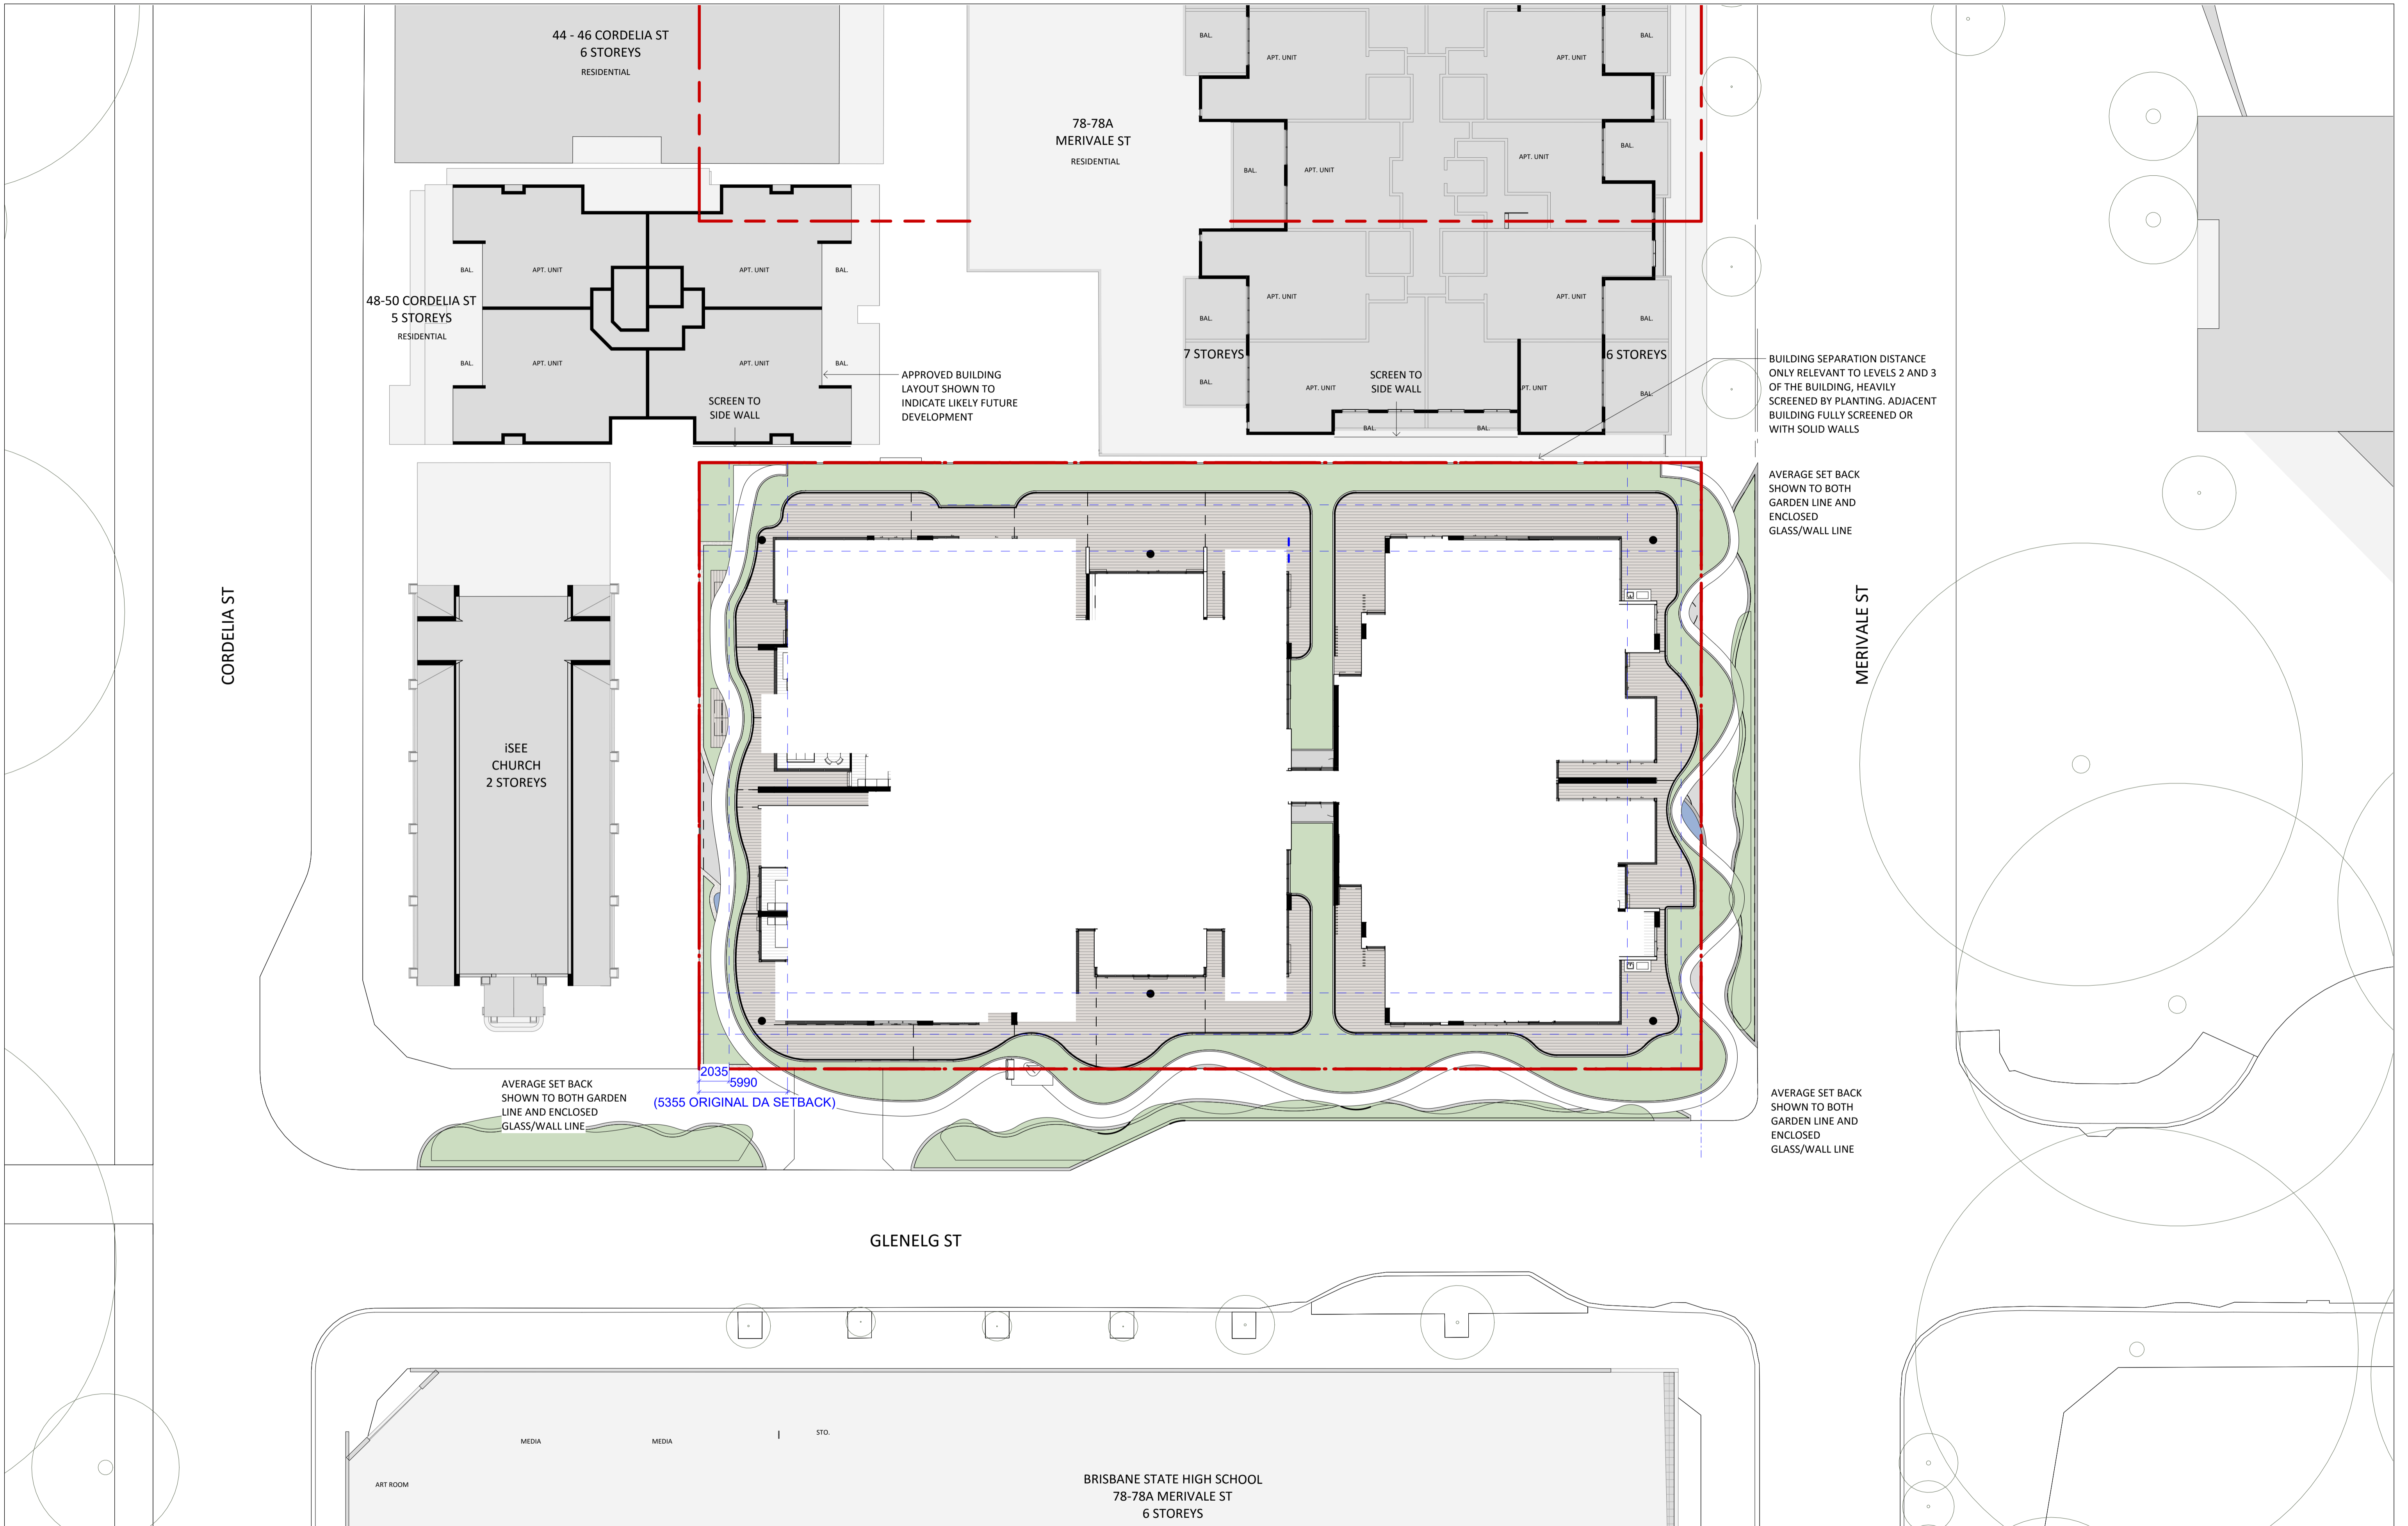 44 - 46 CORDELIA ST
6 STOREYS
RESIDENTIAL
BAL.
APT. UNIT
APT. UNIT
BAL.
78-78A
MERIVALE ST
RESIDENTIAL
BAL.
APT. UNIT
APT. UNIT
BAL.
BAL.
APT. UNIT
APT. UNIT
BAL.
48-50 CORDELIA ST
5 STOREYS
RESIDENTIAL
BAL.
APT. UNIT
APT. UNIT
BAL.
APT. UNIT
APT. UNIT
BAL.
BAL.
7 STOREYS
6 STOREYS
BAL.
APT. UNIT
APT. UNIT
BAL.
SCREEN TO
SIDE WALL
SCREEN TO
SIDE WALL
BAL.
BAL.
APPROVED BUILDING
LAYOUT SHOWN TO
INDICATE LIKELY FUTURE
DEVELOPMENT
BUILDING SEPARATION DISTANCE
ONLY RELEVANT TO LEVELS 2 AND 3
OF THE BUILDING, HEAVILY
SCREENED BY PLANTING. ADJACENT
BUILDING FULLY SCREENED OR
WITH SOLID WALLS
AVERAGE SET BACK
SHOWN TO BOTH
GARDEN LINE AND
ENCLOSED
GLASS/WALL LINE
CORDELIA ST
MERIVALE ST
iSEE
CHURCH
2 STOREYS
2035
5990
(5355 ORIGINAL DA SETBACK)
AVERAGE SET BACK
SHOWN TO BOTH GARDEN
LINE AND ENCLOSED
GLASS/WALL LINE
AVERAGE SET BACK
SHOWN TO BOTH
GARDEN LINE AND
ENCLOSED
GLASS/WALL LINE
GLENELG ST
STO.
MEDIA
MEDIA
ART ROOM
BRISBANE STATE HIGH SCHOOL
78-78A MERIVALE ST
6 STOREYS